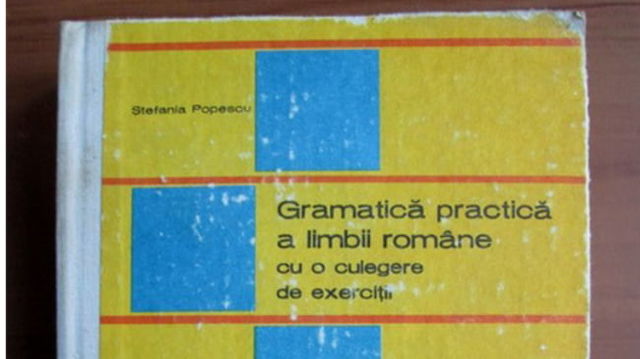 Stefania Popescu
Gramatică practică
a limbii române
cu o culegere
de exerciții